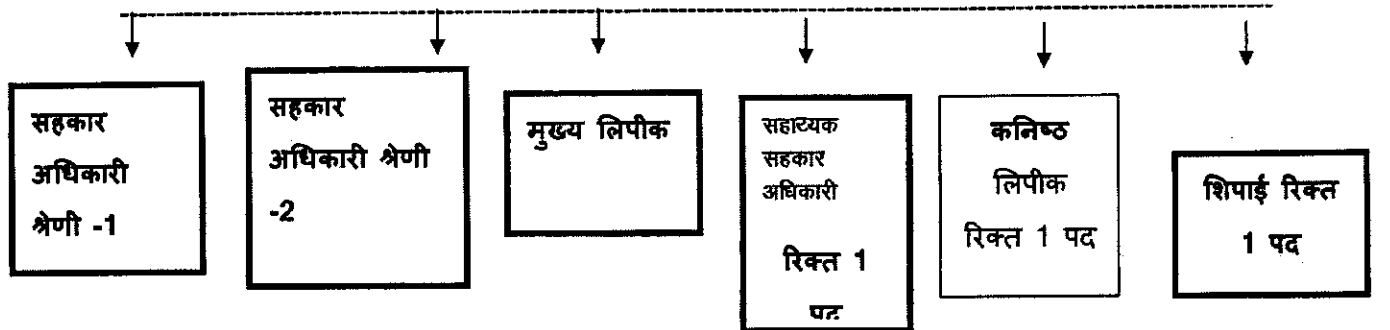 सहकार
अधिकारी
श्रेणी -1
सहकार
अधिकारी श्रेणी
-2
मुख्य लिपीक
सहाय्यक
सहकार
अधिकारी
रिक्त 1
पद
कनिष्ठ
लिपीक
रिक्त 1 पद
शिपाई रिक्त
1 पद